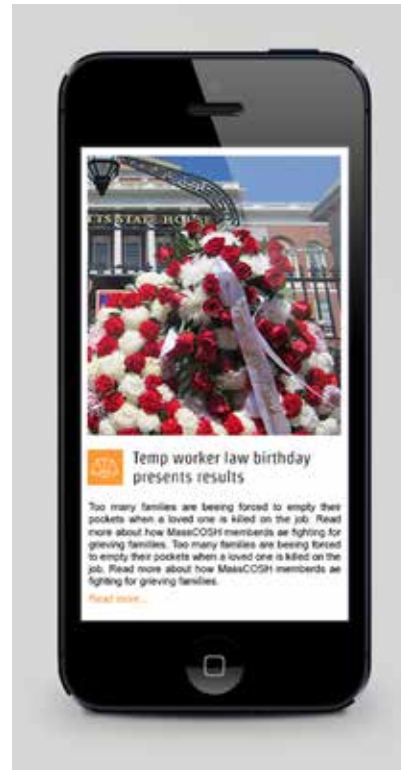 TTS STATE HOUSE
Temp worker law birthday
presents results
Too many families are beeing forced to empty their
pockets when a loved one is killed on the job. Read
more about how MassCOSH memberds ae fighting for
grieving families. Too many families are beeing forced
to empty their pockets when a loved one is killed on the
job. Read more about how MassCOSH memberds ae
fighting for grieving families.
Read more...